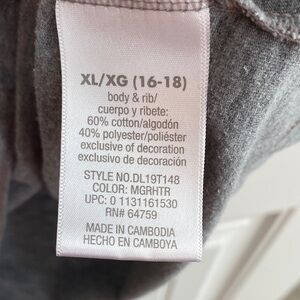 XL/XG (16-18)
body & rib/
cuerpo y ribete:
60% cotton/algodón
40% polyester/poliéster
exclusive of decoration
exclusivo de decoración
STYLE NO.DL19T148
COLOR: MGRHTR
UPC: 0 1131161530
RN# 64759
MADE IN CAMBODIA
HECHO EN CAMBOYA